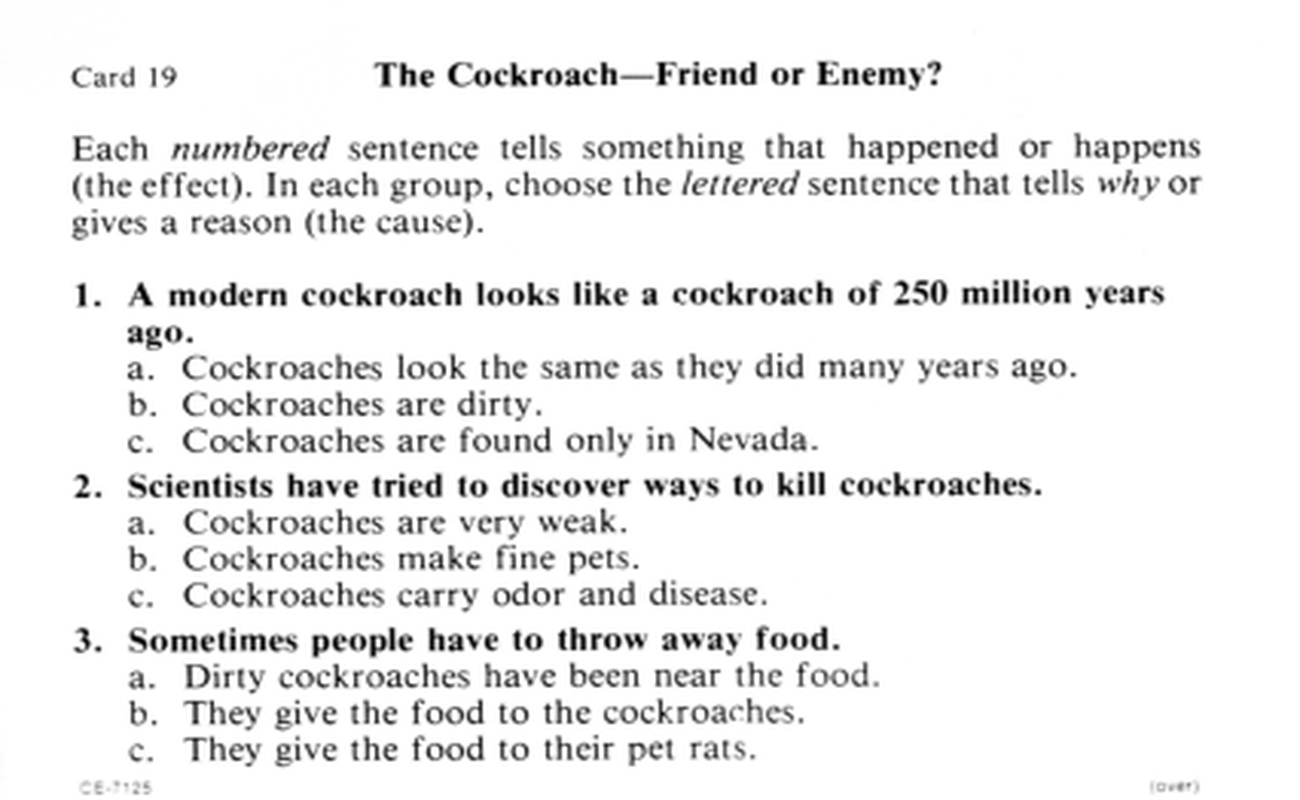 Card 19 The Cockroach—Friend or Enemy?
Each numbered sentence tells something that happened or happens
(the effect). In each group, choose the lettered sentence that tells why or
gives a reason (the cause).
1. A modern cockroach looks like a cockroach of 250 million years
ago.
a. Cockroaches look the same as they did many years ago.
b. Cockroaches are dirty.
c. Cockroaches are found only in Nevada.
2. Scientists have tried to discover ways to kill cockroaches.
a. Cockroaches are very weak.
b. Cockroaches make fine pets.
c. Cockroaches carry odor and disease.
3. Sometimes people have to throw away food.
a. Dirty cockroaches have been near the food.
b. They give the food to the cockroaches.
c. They give the food to their pet rats.
CE-7125 (over)